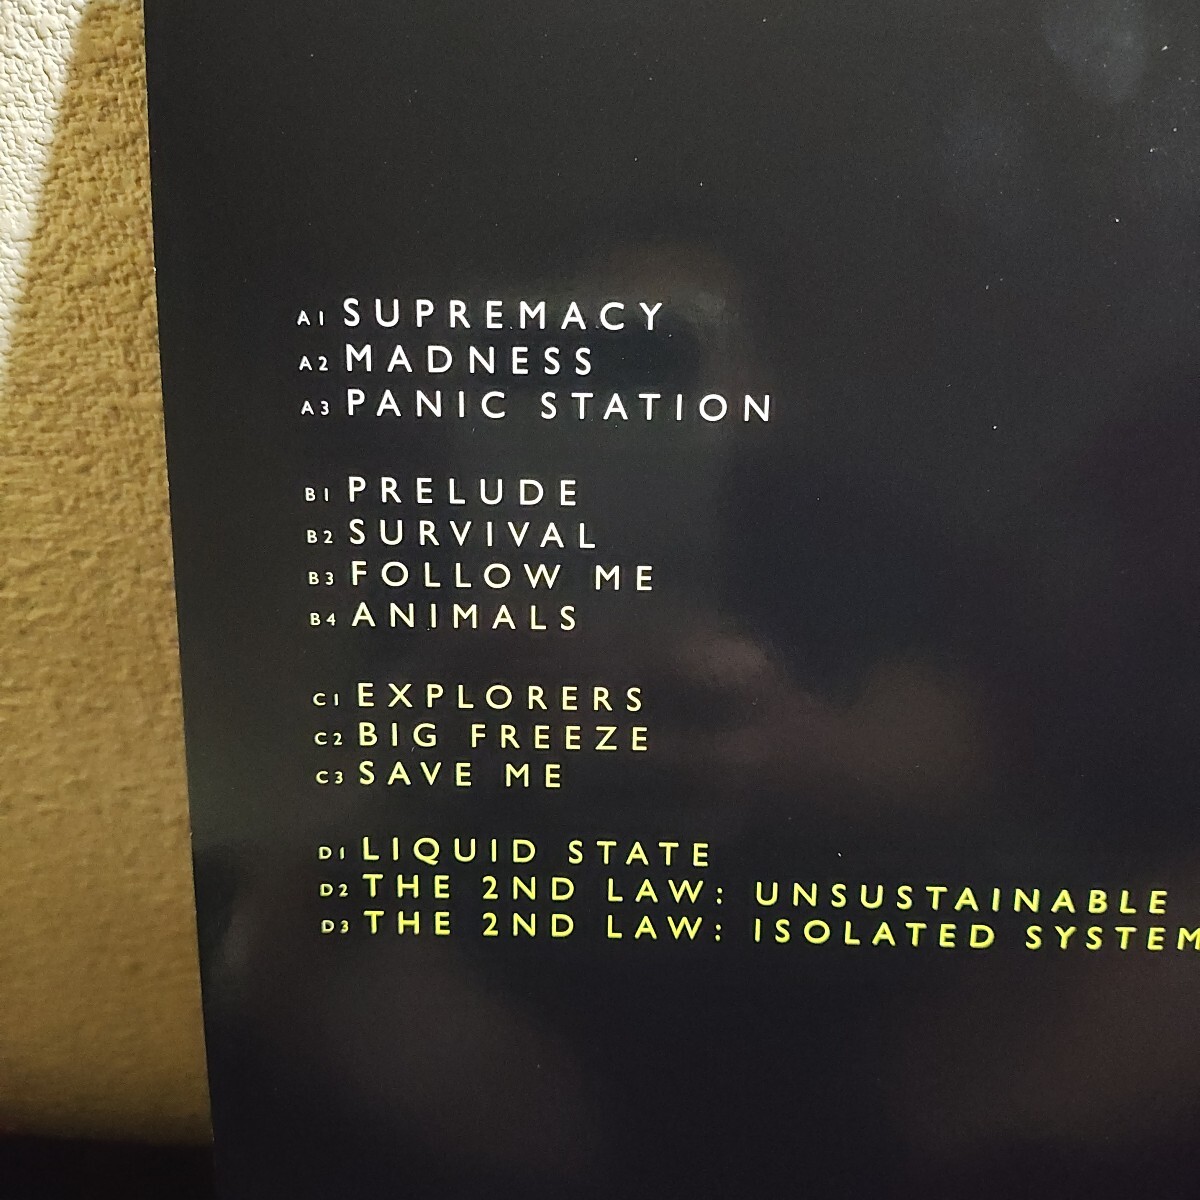 A1 SUPREMACY
A2 MADNESS
A3 PANIC STATION
B1 PRELUDE
B2 SURVIVAL
B3 FOLLOW ME
B4 ANIMALS
C1 EXPLORERS
C2 BIG FREEZE
C3 SAVE ME
D1 LIQUID STATE
D2 THE 2ND LAW: UNSUSTAINABLE
D3 THE 2ND LAW: ISOLATED SYSTEM